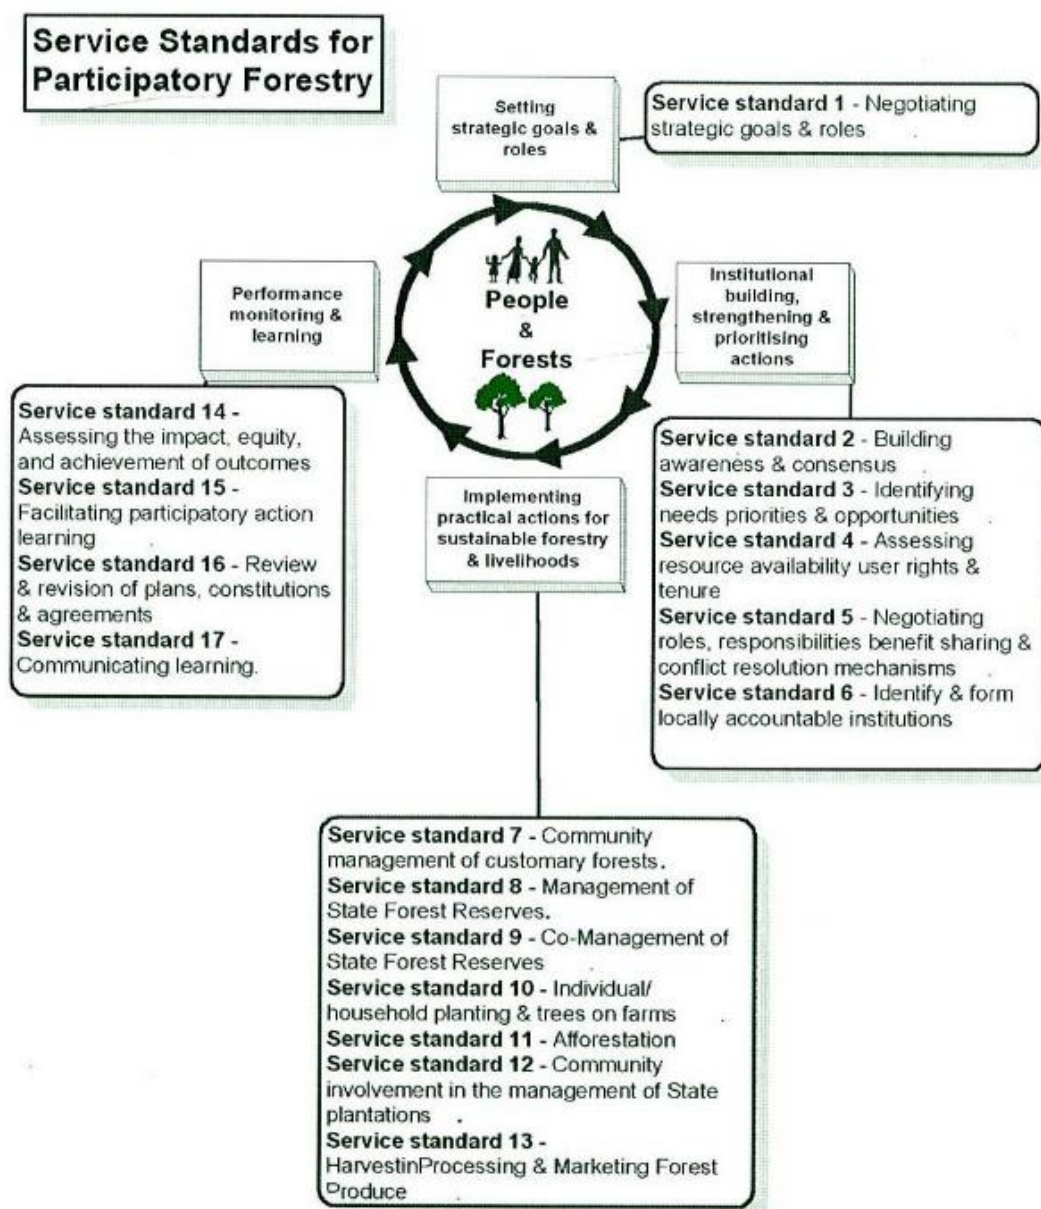 Service Standards for
Participatory Forestry
Setting
strategic goals &
roles
Service standard 1 - Negotiating
strategic goals & roles
People
&
Forests
Institutional
building,
strengthening &
prioritising
actions
Service standard 2 - Building
awareness & consensus
Service standard 3 - Identifying
needs priorities & opportunities
Service standard 4 - Assessing
resource availability user rights &
tenure
Service standard 5 - Negotiating
roles, responsibilities benefit sharing &
conflict resolution mechanisms
Service standard 6 - Identify & form
locally accountable institutions
Implementing
practical actions for
sustainable forestry
& livelihoods
Service standard 7 - Community
management of customary forests.
Service standard 8 - Management of
State Forest Reserves.
Service standard 9 - Co-Management of
State Forest Reserves
Service standard 10 - Individual/
household planting & trees on farms
Service standard 11 - Afforestation
Service standard 12 - Community
involvement in the management of State
plantations
Service standard 13 -
HarvestinProcessing & Marketing Forest
Produce
Performance
monitoring &
learning
Service standard 14 -
Assessing the impact, equity,
and achievement of outcomes
Service standard 15 -
Facilitating participatory action
learning
Service standard 16 - Review
& revision of plans, constitutions
& agreements
Service standard 17 -
Communicating learning.